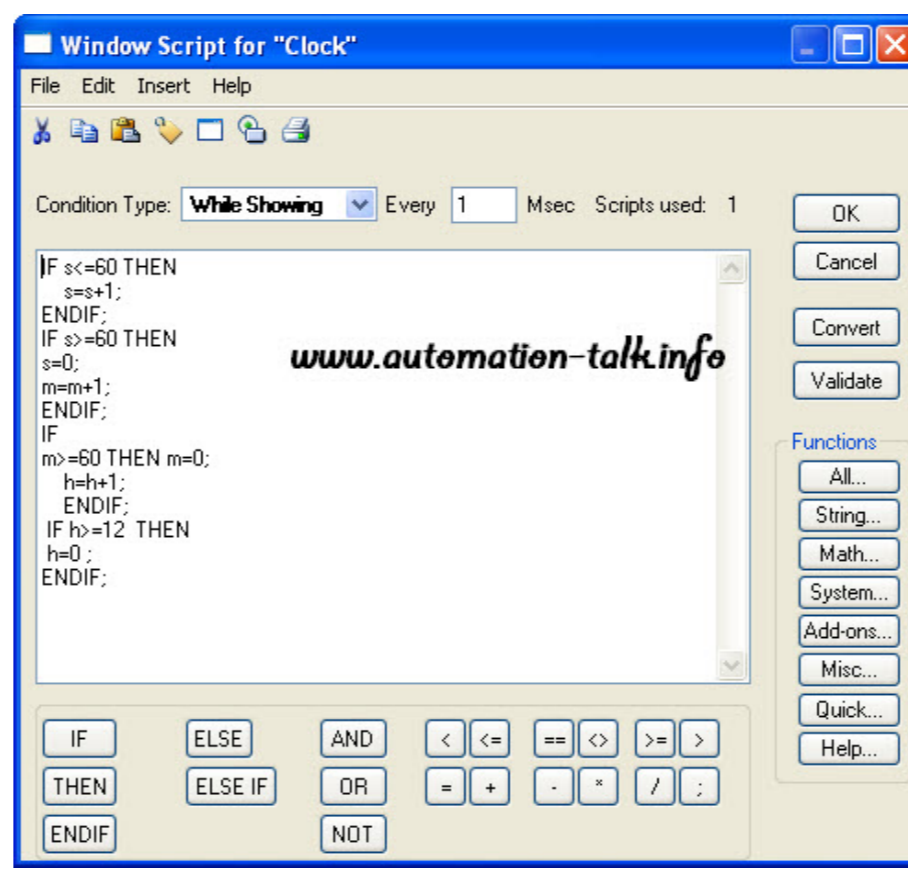 Window Script for "Clock"
File Edit Insert Help
Condition Type: While Showing Every 1 Msec Scripts used: 1
OK
Cancel
Convert
Validate
IF s<=60 THEN
s=s+1;
ENDIF;
IF s>=60 THEN
s=0;
m=m+1;
ENDIF;
IF
m>=60 THEN m=0;
h=h+1;
ENDIF;
IF h>=12 THEN
h=0 ;
ENDIF;
www.automation-talk.info
Functions
All...
String...
Math...
System...
Add-ons...
Misc...
Quick...
Help...
IF ELSE AND < <= == <> >= >
THEN ELSE IF OR = + - * / ;
ENDIF NOT